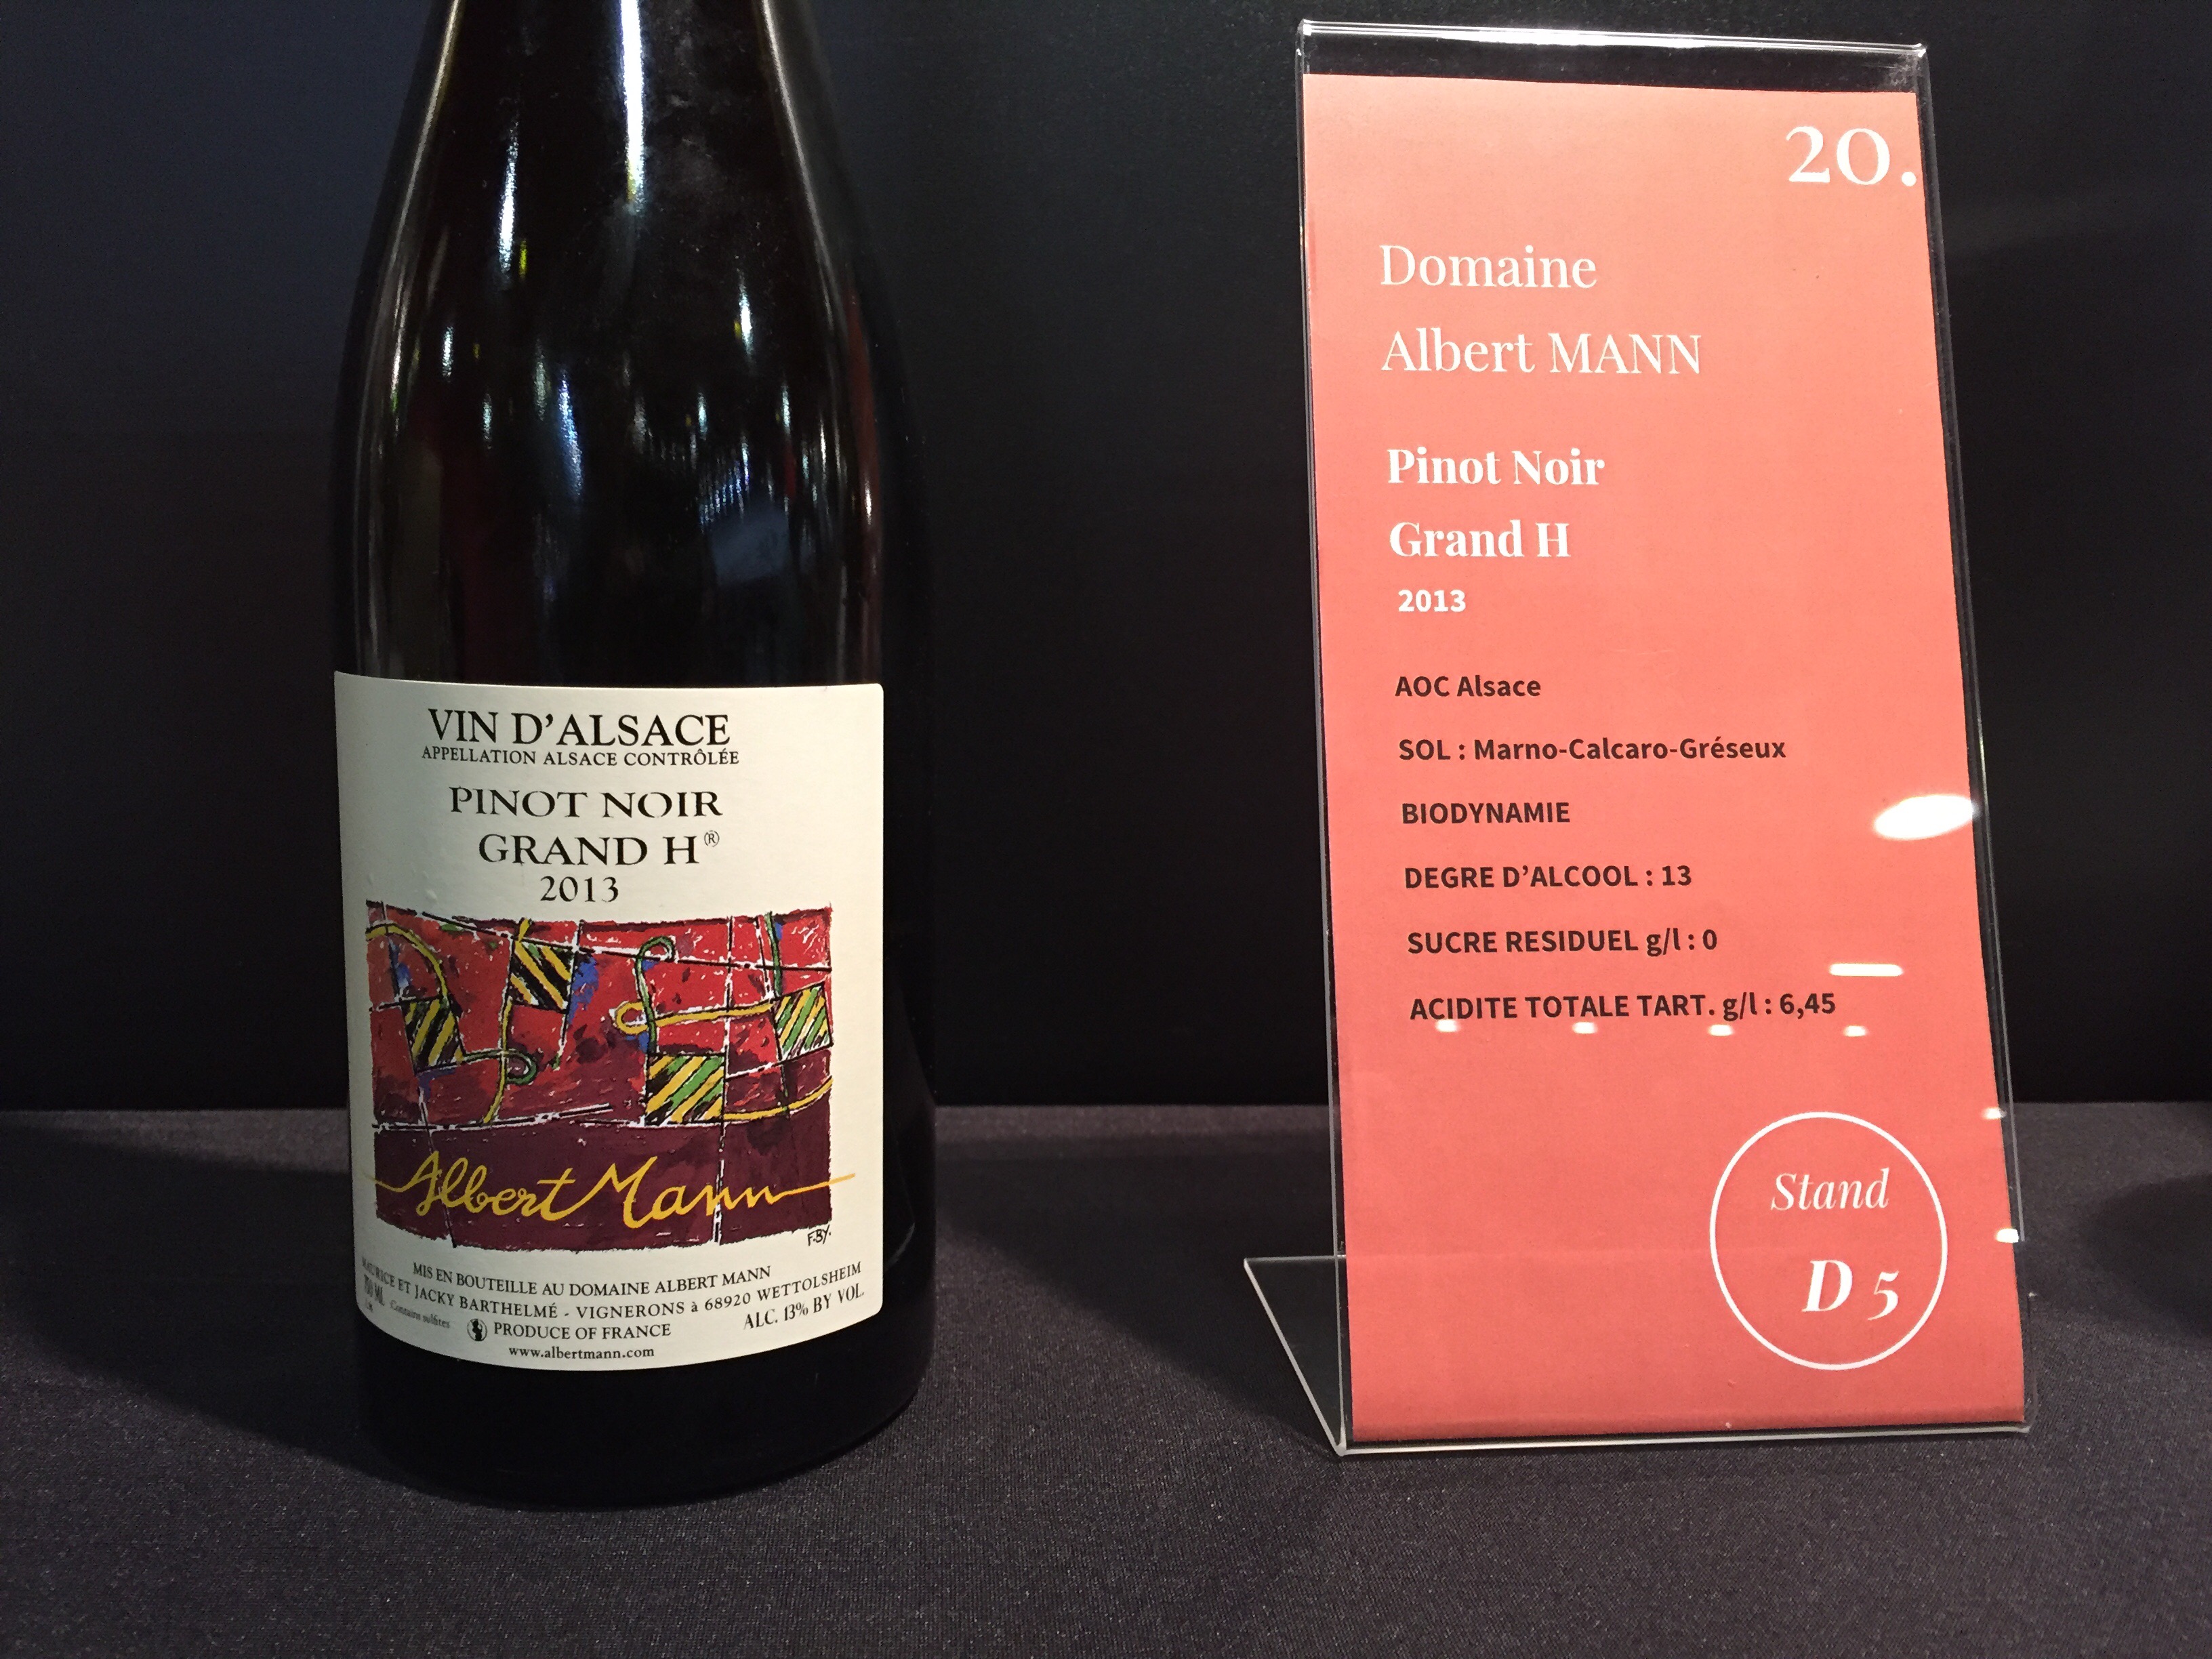 VIN D'ALSACE
APPELLATION ALSACE CONTRÔLÉE
PINOT NOIR
GRAND H®
2013
Albert Mann
F.BY.
MIS EN BOUTEILLE AU DOMAINE ALBERT MANN
MAURICE ET JACKY BARTHELMÉ - VIGNERONS à 68920 WETTOLSHEIM
Contains sulfites
PRODUCE OF FRANCE
ALC. 13% BY VOL.
www.albertmann.com
20.
Domaine
Albert MANN
Pinot Noir
Grand H
2013
AOC Alsace
SOL : Marno-Calcaro-Gréseux
BIODYNAMIE
DEGRE D'ALCOOL : 13
SUCRE RESIDUEL g/l : 0
ACIDITE TOTALE TART. g/l : 6,45
Stand
D 5